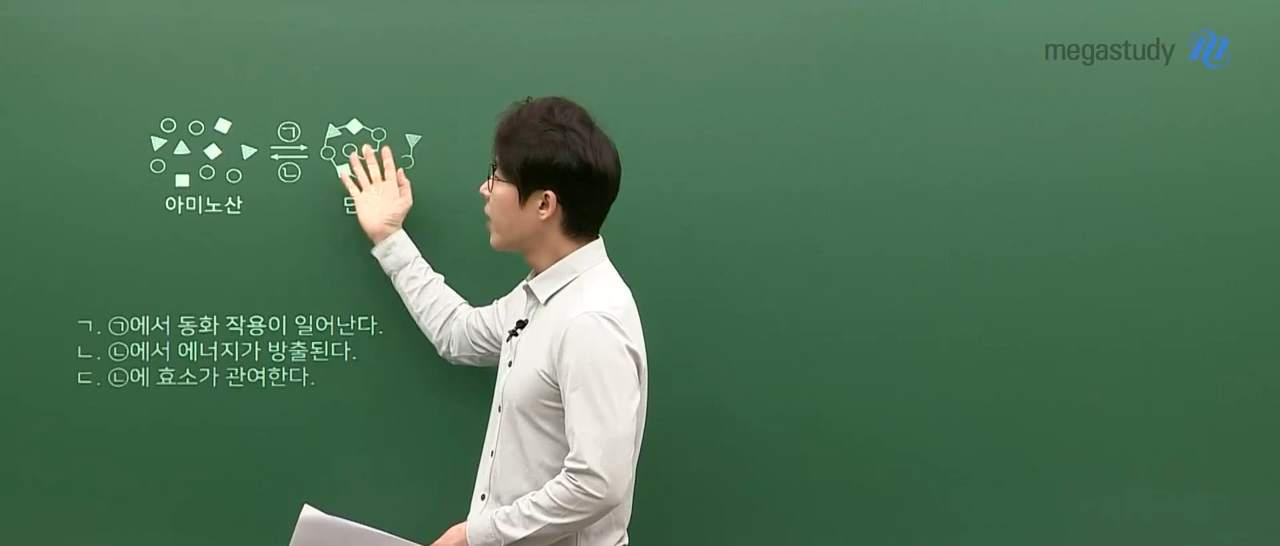 megastudy
㉠
㉡
아미노산
ㄱ. ㉠에서 동화 작용이 일어난다.
ㄴ. ㉡에서 에너지가 방출된다.
ㄷ. ㉡에 효소가 관여한다.